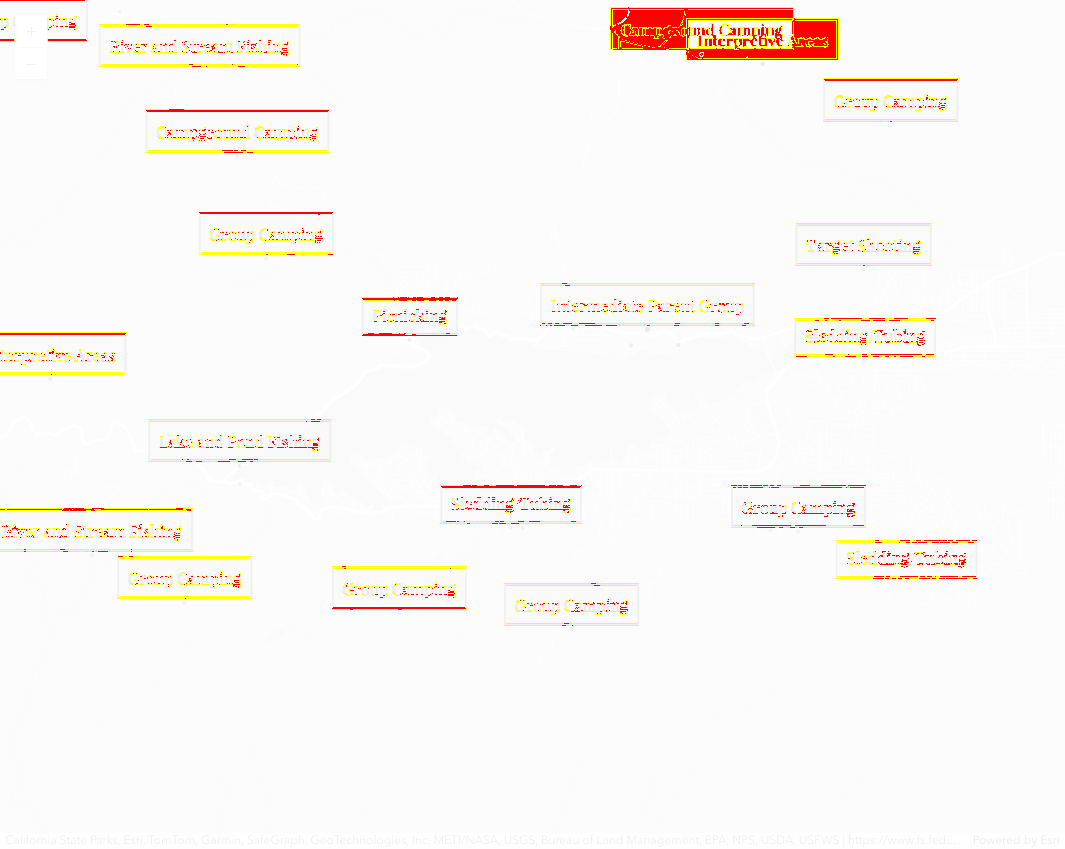 River and Stream Fishing
Campground Camping
Interpretive Areas
Group Camping
Campground Camping
Group Camping
Target Shooting
Picnicking
Intermediate Parent Group
Sledding/Tubing
Areas
Lake and Pond Fishing
Sledding/Tubing
Group Camping
River and Stream Fishing
Sledding/Tubing
Group Camping
Group Camping
Group Camping
California State Parks, Esri, TomTom, Garmin, SafeGraph, GeoTechnologies, Inc, METI/NASA, USGS, Bureau of Land Management, EPA, NPS, USDA, USFWS | https://www.fs.fed... Powered by Esri